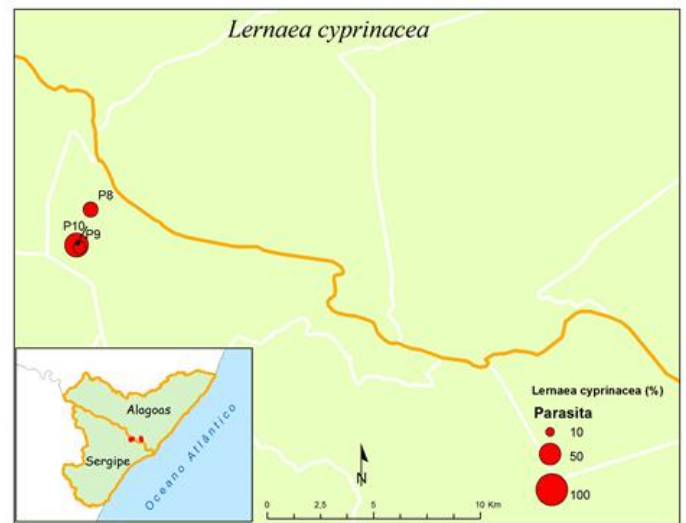 Lernaea cyprinacea
P8
P10
P9
Alagoas
Sergipe
Oceano Atlântico
N
0 2,5 5 10 Km
Lernaea cyprinacea (%)
Parasita
10
50
100